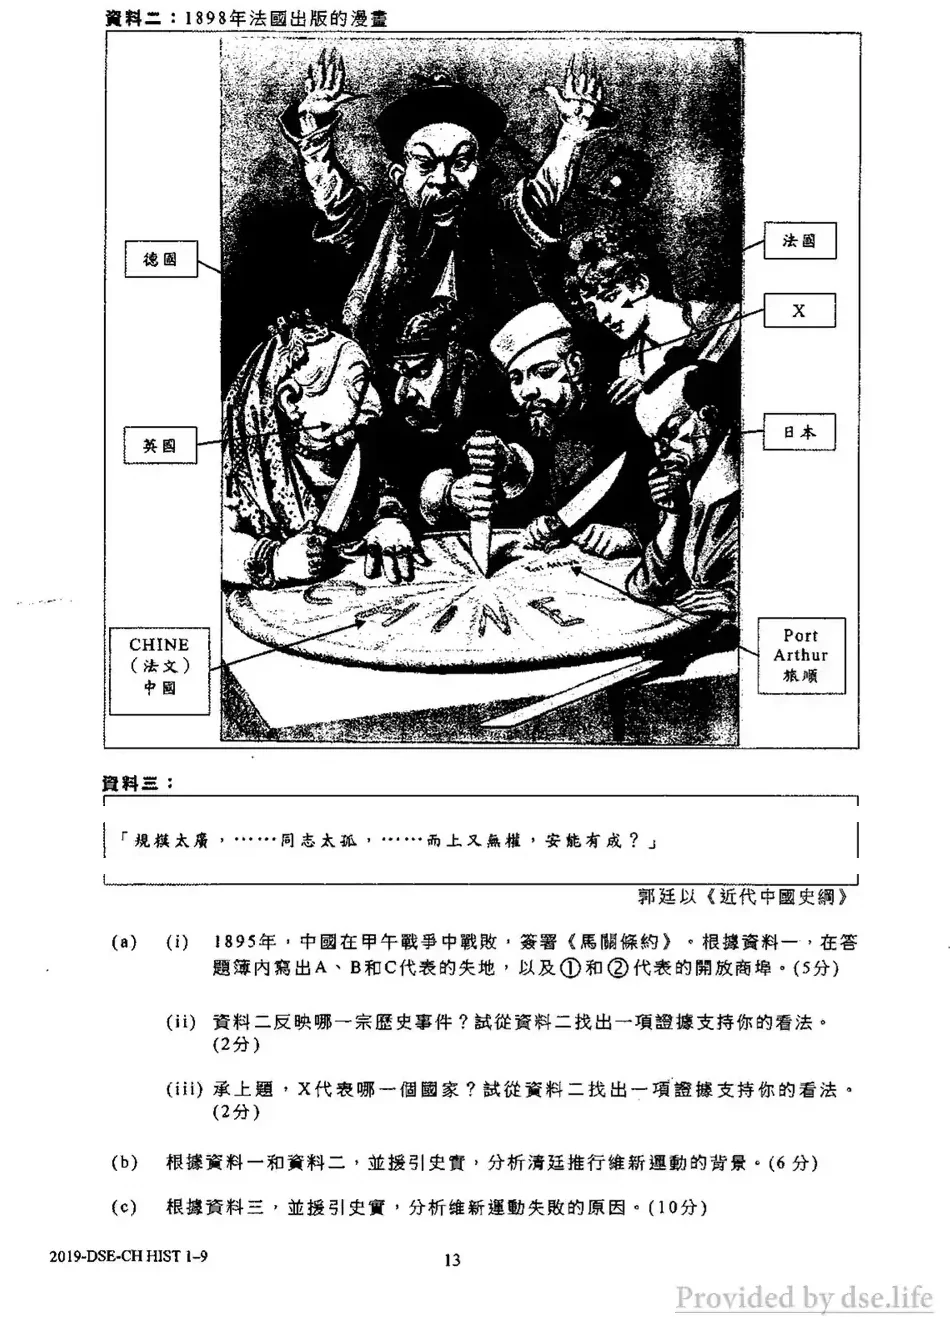 資料二：1898年法國出版的漫畫
德國
法國
X
英國
日本
CHINE
Port Arthur
CHINE
（法文）
中國
Port
Arthur
旅順
資料三：
「規模太廣，……同志太孤，……而上又無權，安能有成？」
郭廷以《近代中國史綱》
(a) (i) 1895年，中國在甲午戰爭中戰敗，簽署《馬關條約》。根據資料一，在答
題簿內寫出A、B和C代表的失地，以及①和②代表的開放商埠。(5分)
(ii) 資料二反映哪一宗歷史事件？試從資料二找出一項證據支持你的看法。
(2分)
(iii) 承上題，X代表哪一個國家？試從資料二找出一項證據支持你的看法。
(2分)
(b) 根據資料一和資料二，並援引史實，分析清廷推行維新運動的背景。(6 分)
(c) 根據資料三，並援引史實，分析維新運動失敗的原因。(10分)
2019-DSE-CH HIST 1-9
13
Provided by dse.life